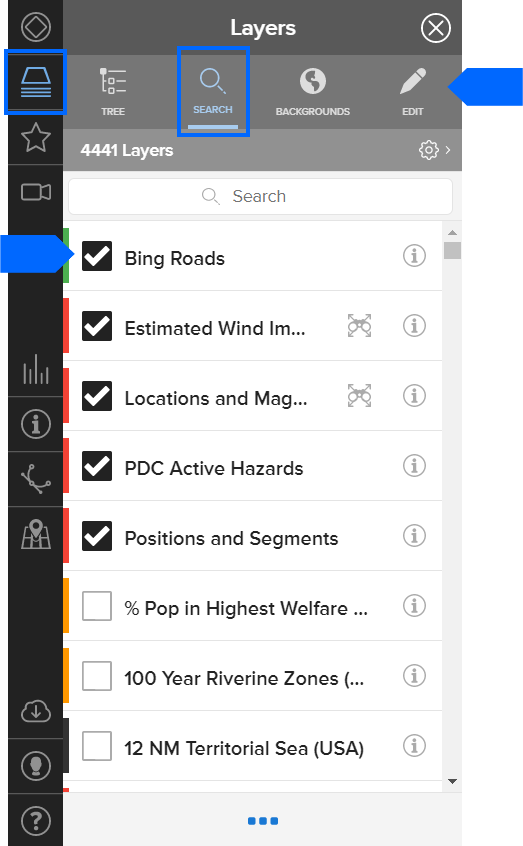 Layers
TREE SEARCH BACKGROUNDS EDIT
4441 Layers
Search
Bing Roads
Estimated Wind Im...
Locations and Mag...
PDC Active Hazards
Positions and Segments
% Pop in Highest Welfare ...
100 Year Riverine Zones (...
12 NM Territorial Sea (USA)